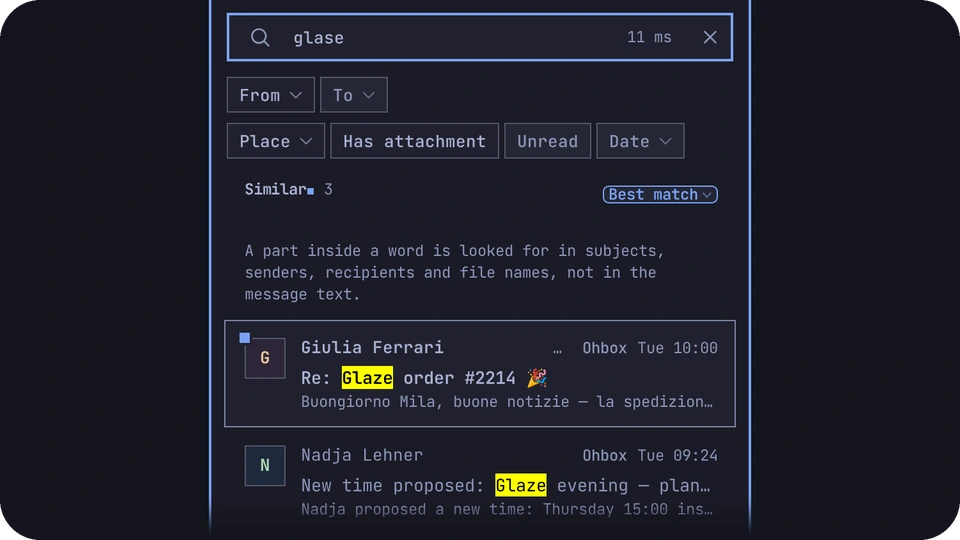 glase 11 ms
From To
Place Has attachment Unread Date
Similar 3 Best match
A part inside a word is looked for in subjects,
senders, recipients and file names, not in the
message text.
G Giulia Ferrari … Ohbox Tue 10:00
Re: Glaze order #2214 🎉
Buongiorno Mila, buone notizie — la spedizion…
N Nadja Lehner Ohbox Tue 09:24
New time proposed: Glaze evening — plan…
Nadja proposed a new time: Thursday 15:00 ins…